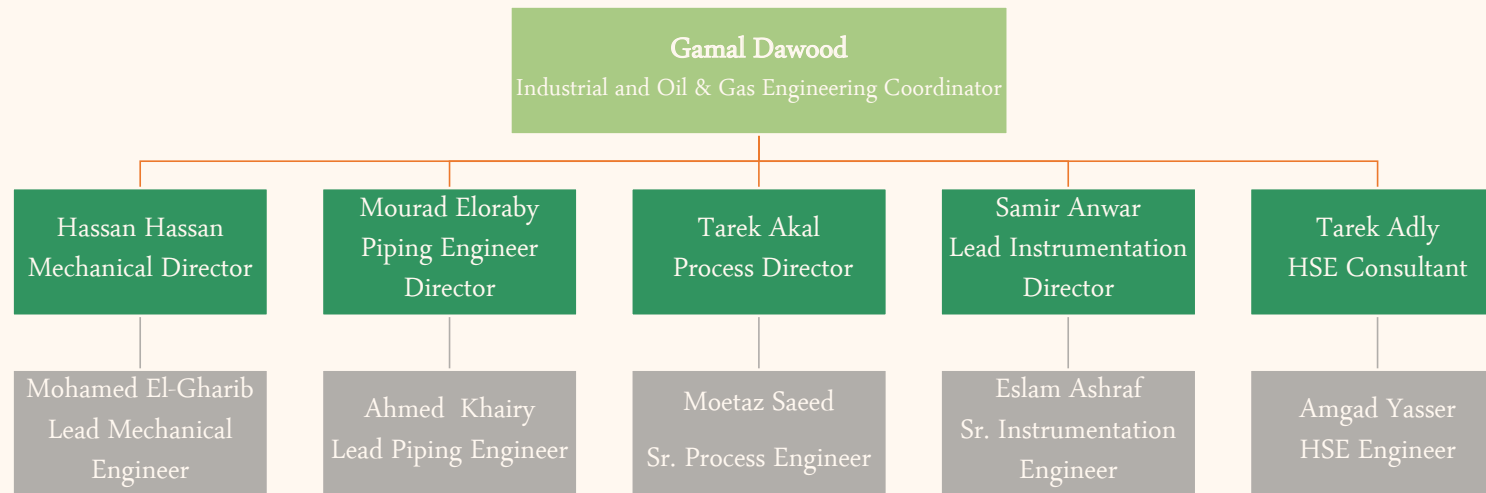 Gamal Dawood
Industrial and Oil & Gas Engineering Coordinator
Hassan Hassan
Mechanical Director
Mourad Eloraby
Piping Engineer
Director
Tarek Akal
Process Director
Samir Anwar
Lead Instrumentation
Director
Tarek Adly
HSE Consultant
Mohamed El-Gharib
Lead Mechanical
Engineer
Ahmed  Khairy
Lead Piping Engineer
Moetaz Saeed
Sr. Process Engineer
Eslam Ashraf
Sr. Instrumentation
Engineer
Amgad Yasser
HSE Engineer